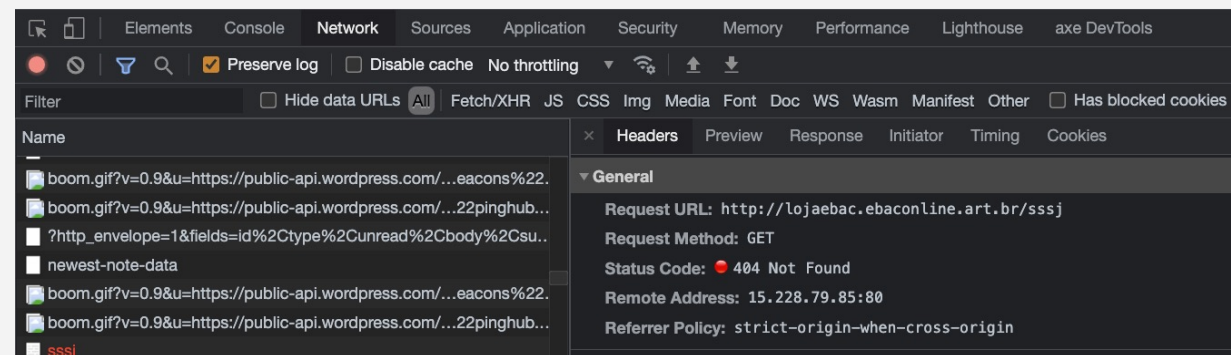 Elements Console Network Sources Application Security Memory Performance Lighthouse axe DevTools
Preserve log Disable cache No throttling
Filter Hide data URLs All Fetch/XHR JS CSS Img Media Font Doc WS Wasm Manifest Other Has blocked cookies
Name
× Headers Preview Response Initiator Timing Cookies
boom.gif?v=0.9&u=https://public-api.wordpress.com/...eacons%22.
boom.gif?v=0.9&u=https://public-api.wordpress.com/...22pinghub...
?http_envelope=1&fields=id%2Ctype%2Cunread%2Cbody%2Csu..
newest-note-data
boom.gif?v=0.9&u=https://public-api.wordpress.com/...eacons%22.
boom.gif?v=0.9&u=https://public-api.wordpress.com/...22pinghub...
sssj
General
Request URL: http://lojaebac.ebaconline.art.br/sssj
Request Method: GET
Status Code: 404 Not Found
Remote Address: 15.228.79.85:80
Referrer Policy: strict-origin-when-cross-origin